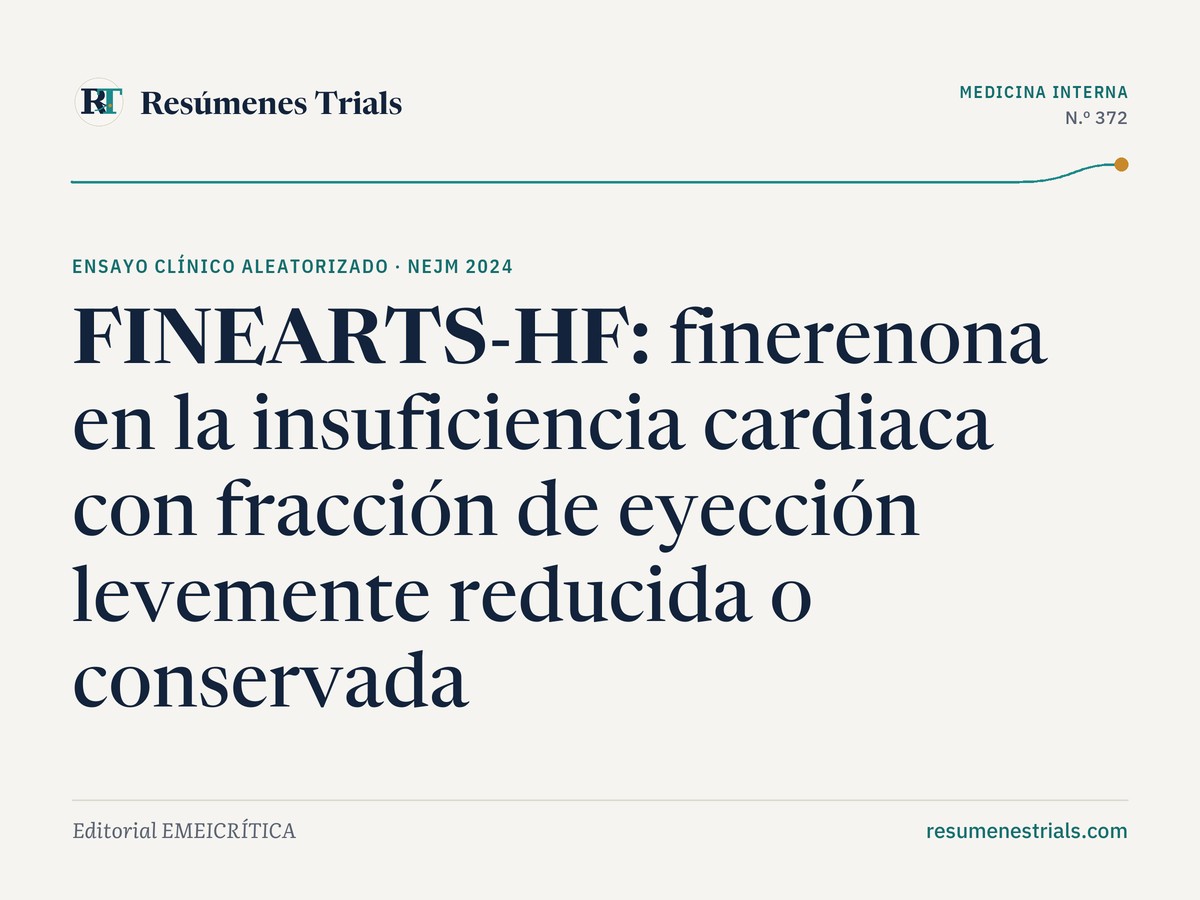 RT Resúmenes Trials
MEDICINA INTERNA
N.º 372
ENSAYO CLÍNICO ALEATORIZADO · NEJM 2024
FINEARTS-HF: finerenona
en la insuficiencia cardiaca
con fracción de eyección
levemente reducida o
conservada
Editorial EMEICRÍTICA
resumenestrials.com